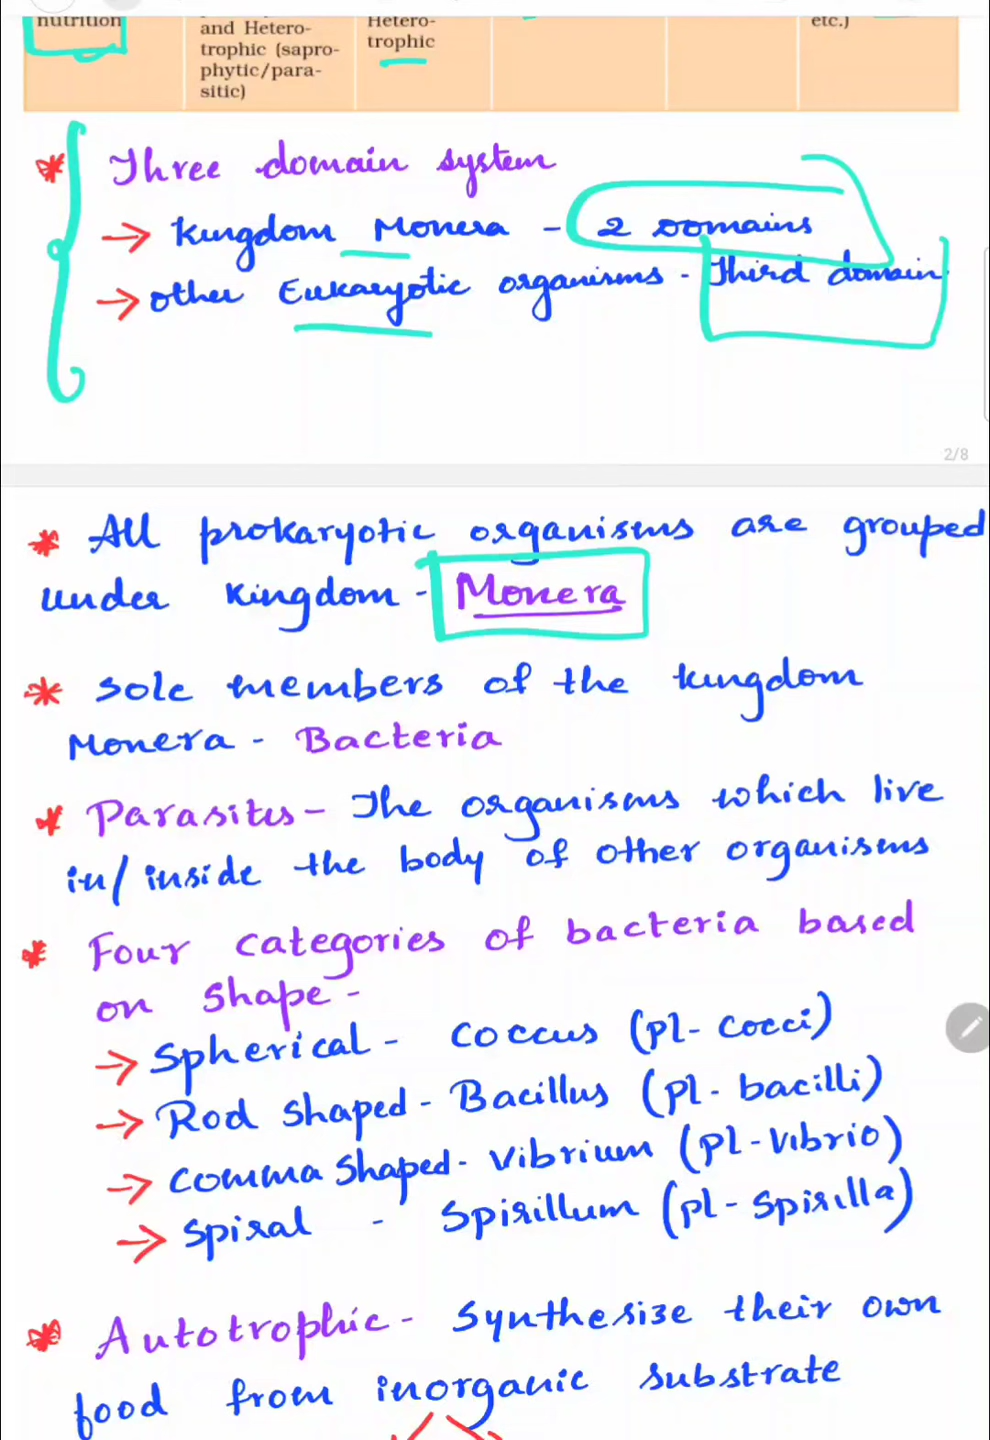 nutrition
and Hetero-
trophic (sapro-
phytic/para-
sitic)
Hetero-
trophic
etc.)
* Three domain system
→ Kingdom Monera - 2 Domains
→ other Eukaryotic organisms - Third domain
2/8
* All prokaryotic organisms are grouped
under Kingdom - Monera
* Sole members of the kingdom
Monera - Bacteria
* Parasites - The organisms which live
in/inside the body of other organisms
* Four categories of bacteria based
on shape -
→ Spherical - Coccus (pl- cocci)
→ Rod shaped - Bacillus (pl- bacilli)
→ Comma shaped - Vibrium (pl-Vibrio)
→ Spiral - Spirillum (pl- Spirilla)
* Autotrophic - Synthesize their own
food from inorganic substrate